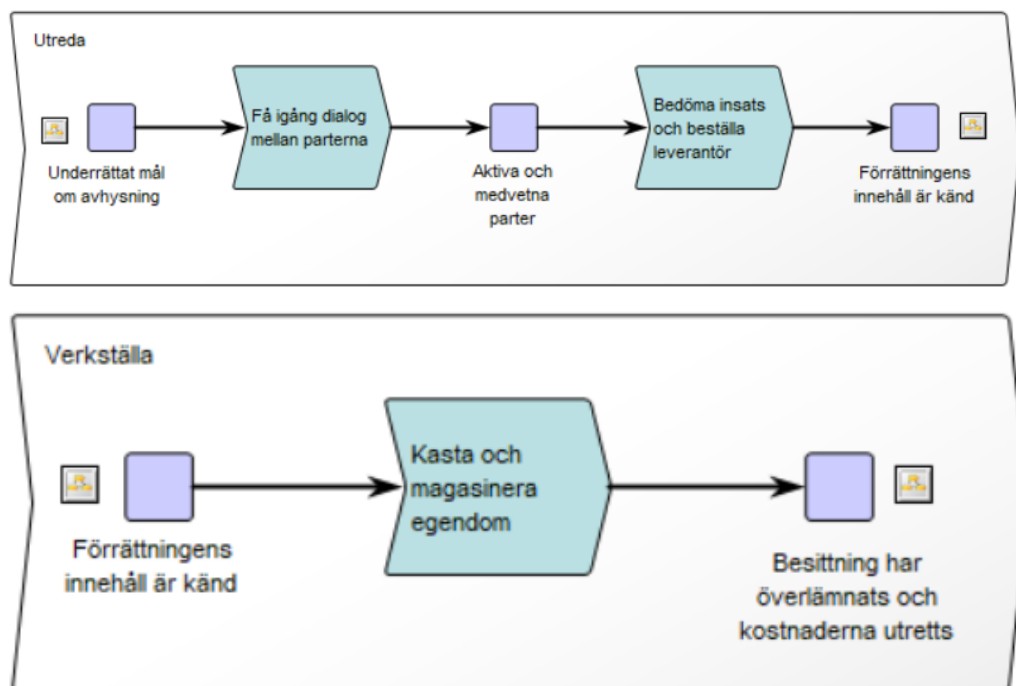 Utreda
Få igång dialog
mellan parterna
Bedöma insats
och beställa
leverantör
Underrättat mål
om avhysning
Aktiva och
medvetna
parter
Förrättningens
innehåll är känd
Verkställa
Kasta och
magasinera
egendom
Förrättningens
innehåll är känd
Besittning har
överlämnats och
kostnaderna utretts